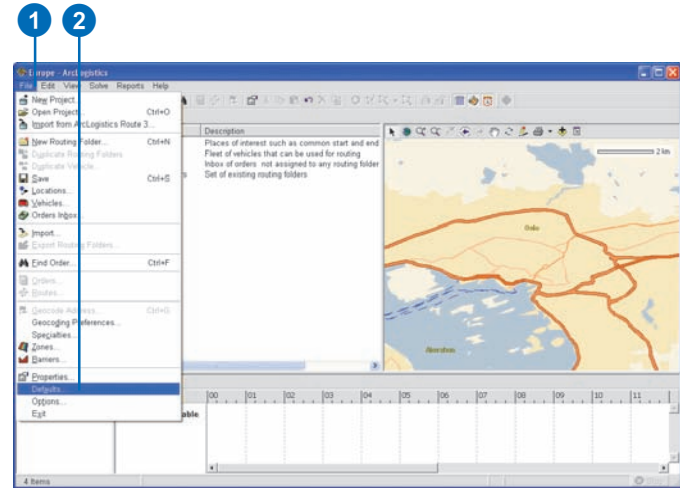 1 2
Europe - ArcLogistics
File Edit View Solve Reports Help
New Project...
Open Project... Ctrl+O
Import from ArcLogistics Route 3...
New Routing Folder... Ctrl+N
Duplicate Routing Folders
Duplicate Vehicle...
Save Ctrl+S
Locations...
Vehicles...
Orders Inbox
Import...
Export Routing Folders...
Find Order... Ctrl+F
Orders...
Routes...
Geocode Address... Ctrl+G
Geocoding Preferences...
Specialties...
Zones...
Barriers...
Properties...
Defaults...
Options...
Exit
Description
Places of interest such as common start and end
Fleet of vehicles that can be used for routing
Inbox of orders not assigned to any routing folder
Set of existing routing folders
2 km
Oslo
Akershus
00 01 02 03 04 05 06 07 08 09 10 11
able
4 Items